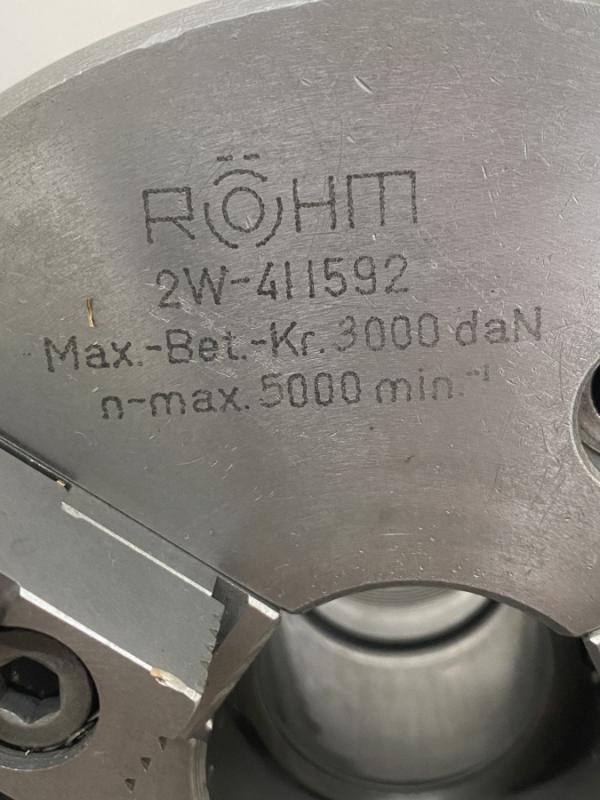 RÖHM
2W-411592
Max.-Bet.-Kr. 3000 daN
n-max. 5000 min.⁻¹